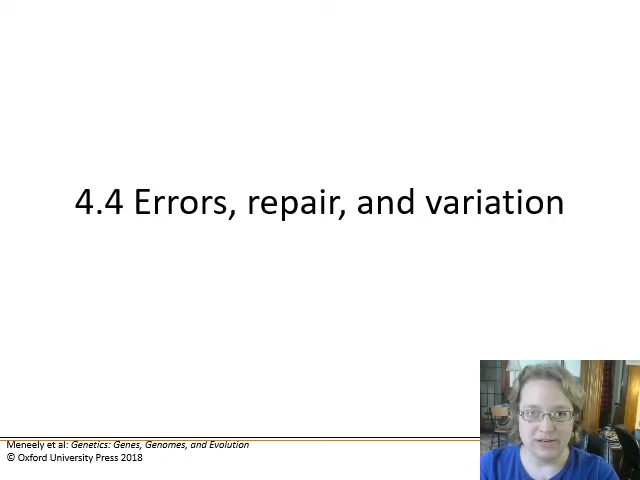 4.4 Errors, repair, and variation
Meneely et al: Genetics: Genes, Genomes, and Evolution
© Oxford University Press 2018